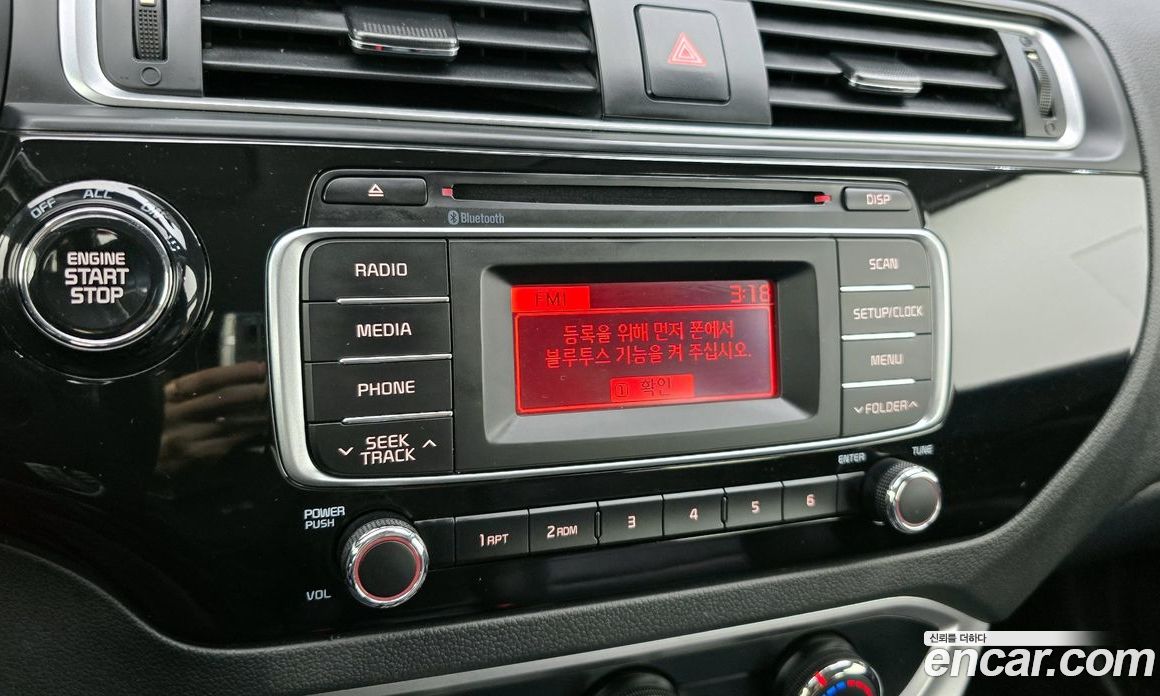 OFF
ON
ENGINE
START
STOP
Bluetooth
DISP
RADIO
MEDIA
PHONE
SEEK
TRACK
FM1
3:18
등록을 위해 먼저 폰에서
블루투스 기능을 켜 주십시오.
1 확인
SCAN
SETUP/CLOCK
MENU
FOLDER
POWER
PUSH
VOL
1 RPT
2 RDM
3
4
5
6
ENTER
TUNE
신뢰를 더하다
encar.com